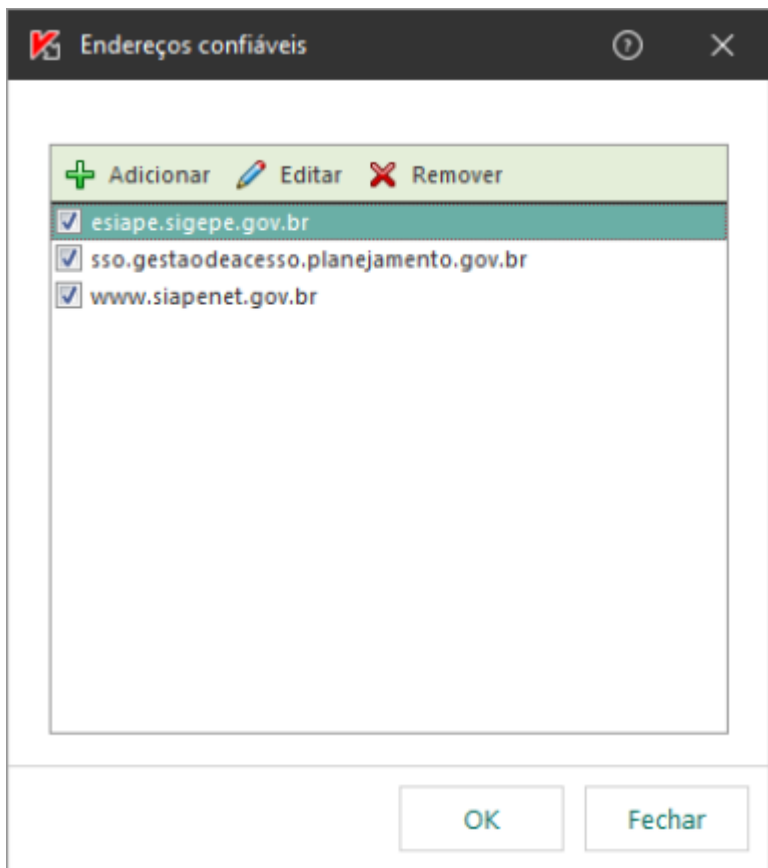 Endereços confiáveis
Adicionar Editar Remover
esiape.sigepe.gov.br
sso.gestaodeacesso.planejamento.gov.br
www.siapenet.gov.br
OK Fechar